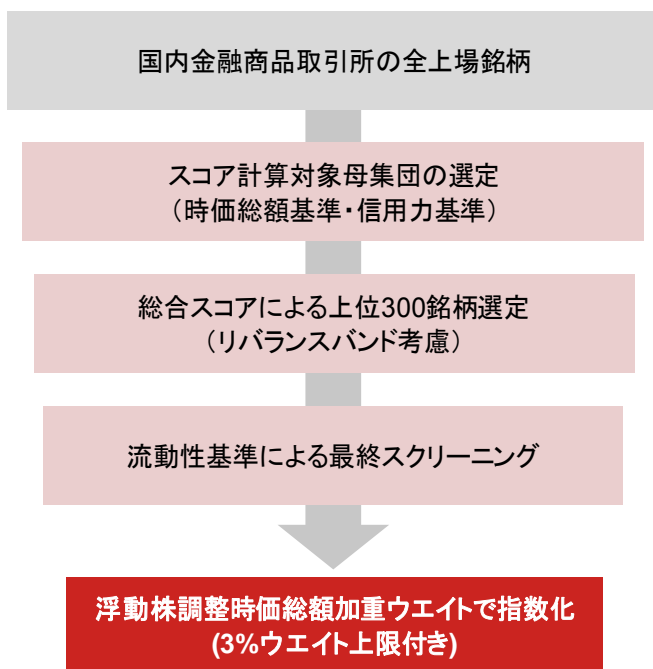 国内金融商品取引所の全上場銘柄
スコア計算対象母集団の選定
（時価総額基準・信用力基準）
総合スコアによる上位300銘柄選定
（リバランスバンド考慮）
流動性基準による最終スクリーニング
浮動株調整時価総額加重ウエイトで指数化
(3%ウエイト上限付き)